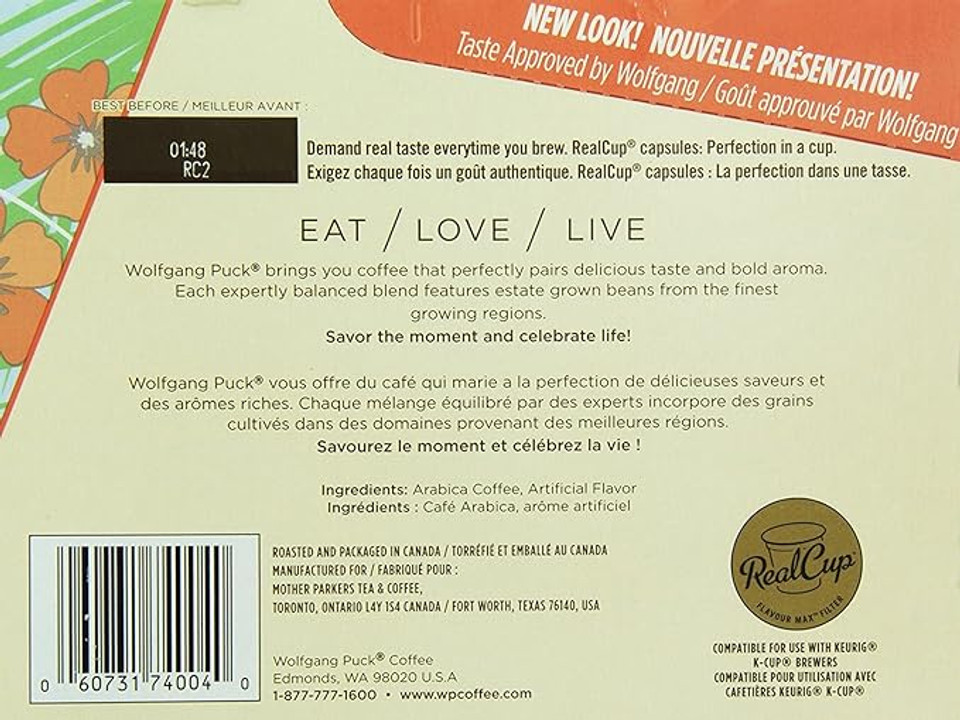 NEW LOOK! NOUVELLE PRÉSENTATION!
Taste Approved by Wolfgang / Goût approuvé par Wolfgang
BEST BEFORE / MEILLEUR AVANT :
01:48
RC2
Demand real taste everytime you brew. RealCup® capsules: Perfection in a cup.
Exigez chaque fois un goût authentique. RealCup® capsules : La perfection dans une tasse.
EAT / LOVE / LIVE
Wolfgang Puck® brings you coffee that perfectly pairs delicious taste and bold aroma.
Each expertly balanced blend features estate grown beans from the finest
growing regions.
Savor the moment and celebrate life!
Wolfgang Puck® vous offre du café qui marie a la perfection de délicieuses saveurs et
des arômes riches. Chaque mélange équilibré par des experts incorpore des grains
cultivés dans des domaines provenant des meilleures régions.
Savourez le moment et célébrez la vie !
Ingredients: Arabica Coffee, Artificial Flavor
Ingrédients : Café Arabica, arôme artificiel
ROASTED AND PACKAGED IN CANADA / TORRÉFIÉ ET EMBALLÉ AU CANADA
MANUFACTURED FOR / FABRIQUÉ POUR :
MOTHER PARKERS TEA & COFFEE,
TORONTO, ONTARIO L4Y 1S4 CANADA / FORT WORTH, TEXAS 76140, USA
Wolfgang Puck® Coffee
Edmonds, WA 98020 U.S.A
1-877-777-1600 • www.wpcoffee.com
0 60731 74004 0
RealCup™
FLAVOUR MAX™ FILTER
COMPATIBLE FOR USE WITH KEURIG®
K-CUP® BREWERS
COMPATIBLE POUR UTILISATION AVEC
CAFETIÈRES KEURIG® K-CUP®